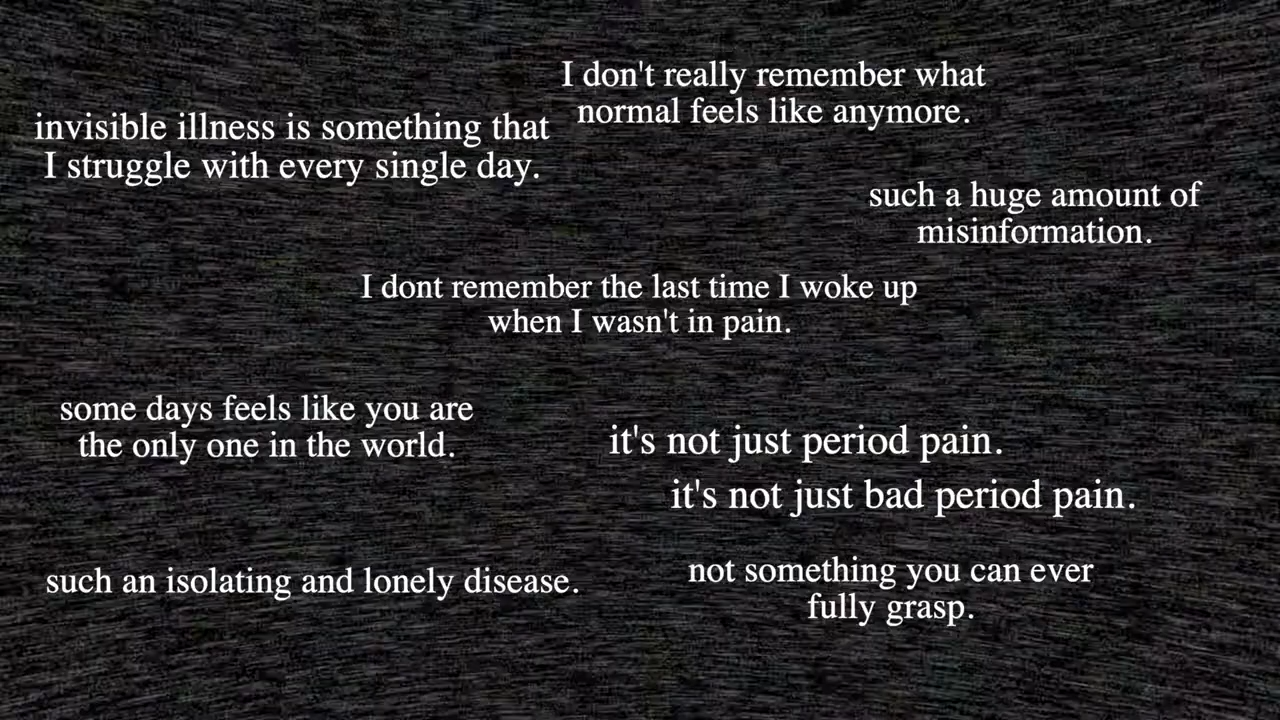 I don't really remember what
normal feels like anymore.
invisible illness is something that
I struggle with every single day.
such a huge amount of
misinformation.
I dont remember the last time I woke up
when I wasn't in pain.
some days feels like you are
the only one in the world.
it's not just period pain.
it's not just bad period pain.
such an isolating and lonely disease.
not something you can ever
fully grasp.